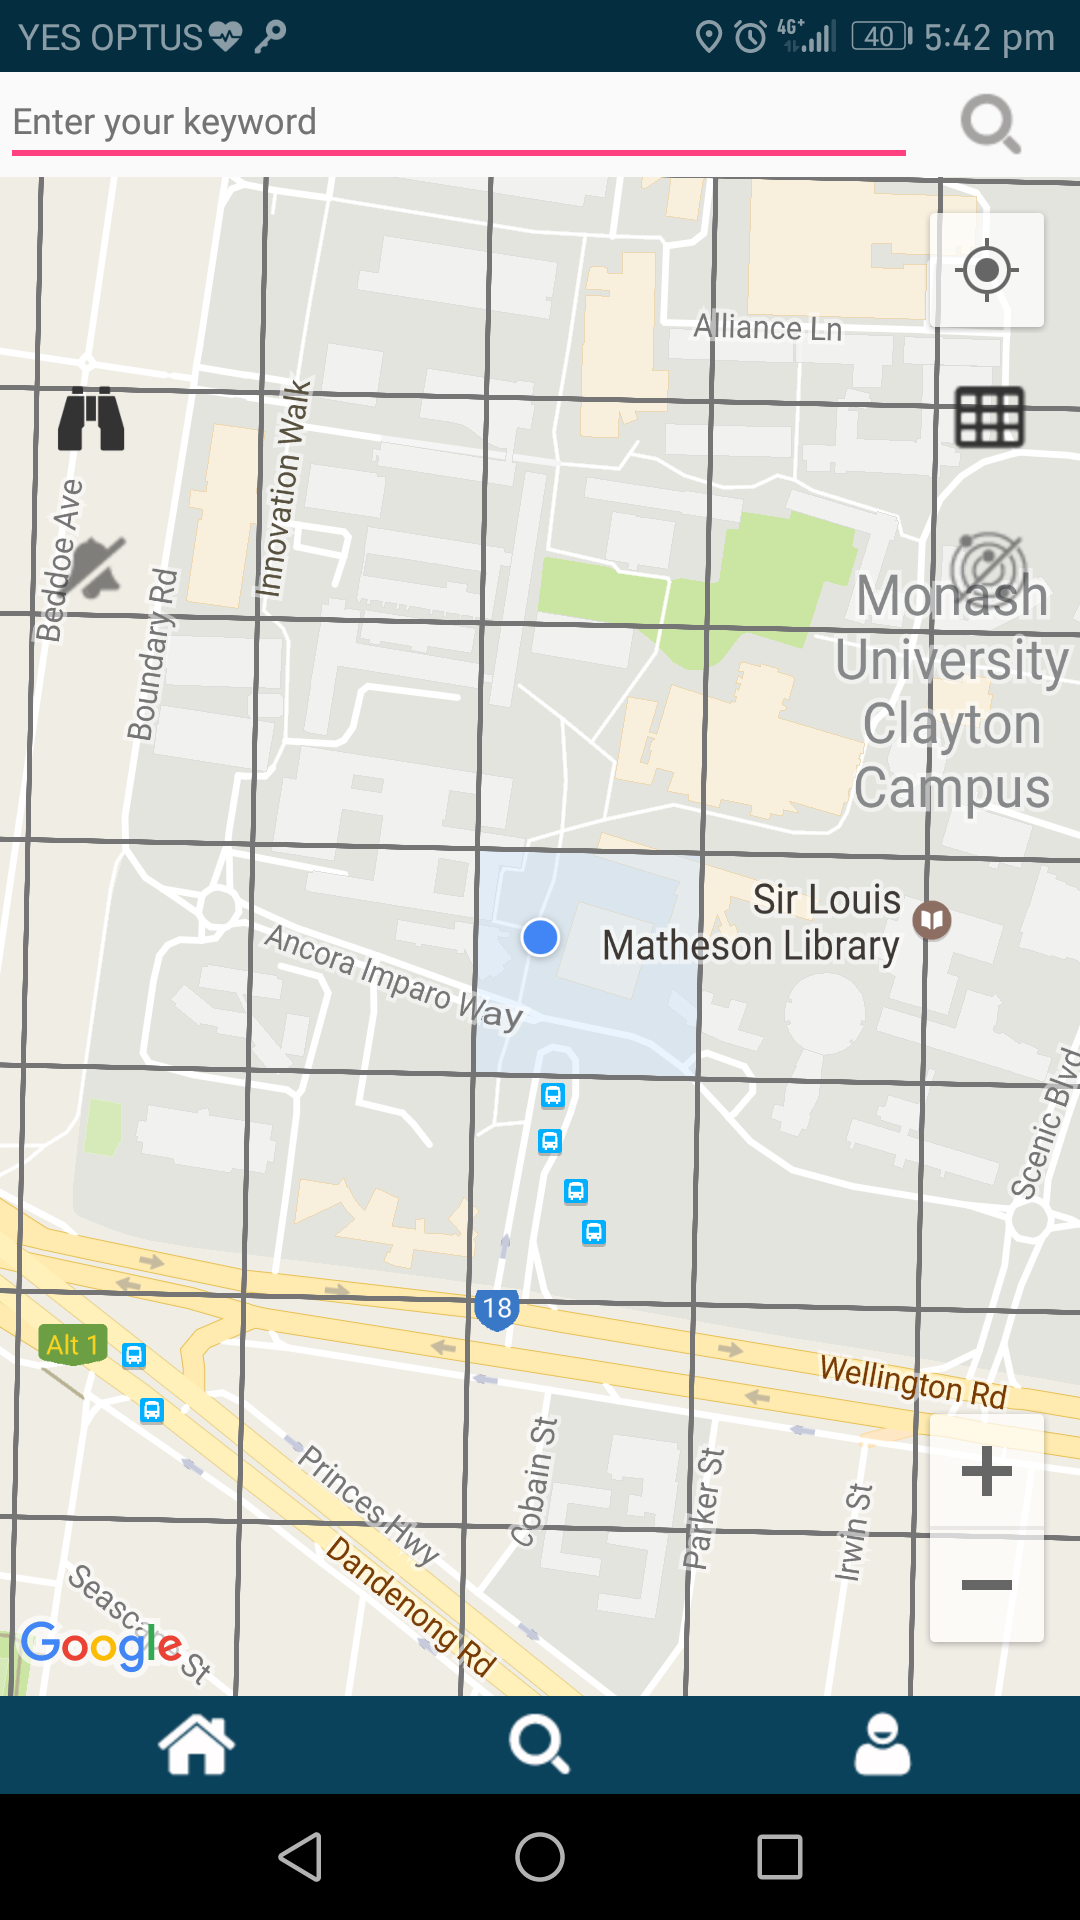 YES OPTUS
4G+
40
5:42 pm
Enter your keyword
Alliance Ln
Innovation Walk
Beddoe Ave
Boundary Rd
Monash
University
Clayton
Campus
Sir Louis
Matheson Library
Ancora Imparo Way
Scenic Blvd
18
Alt 1
Wellington Rd
Princes Hwy
Cobain St
Parker St
Irwin St
Dandenong Rd
St
Google